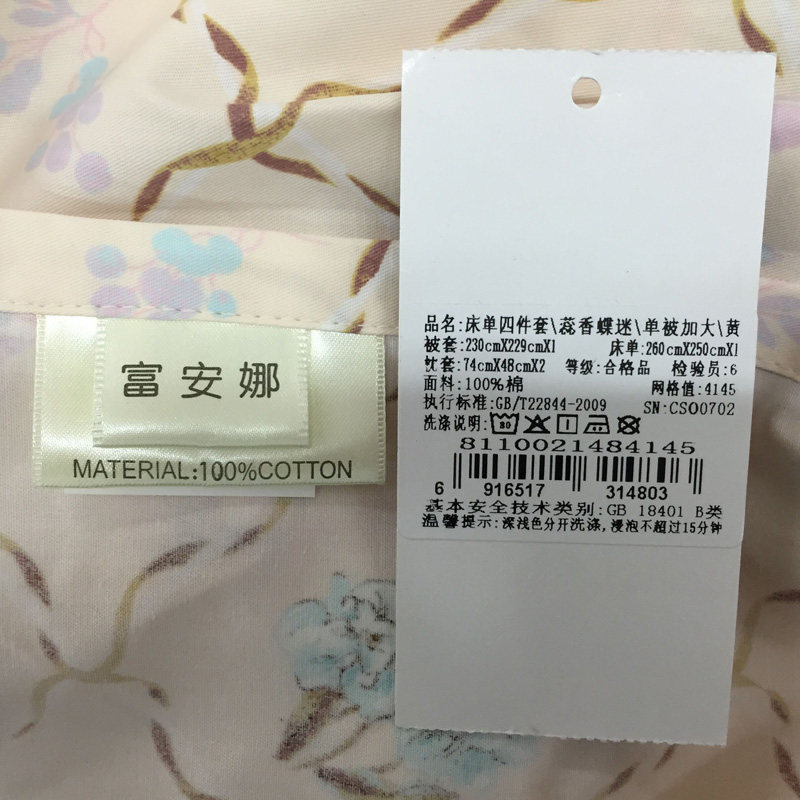 富安娜
MATERIAL:100%COTTON
品名:床单四件套\蕊香蝶迷\单被加大\黄
被套:230cmX229cmX1 床单:260cmX250cmX1
枕套:74cmX48cmX2 等级:合格品 检验员:6
面料:100%棉 网格值:4145
执行标准:GB/T22844-2009 SN:CS00702
洗涤说明:
8110021484145
6 916517 314803
基本安全技术类别:GB 18401 B类
温馨提示:深浅色分开洗涤,浸泡不超过15分钟